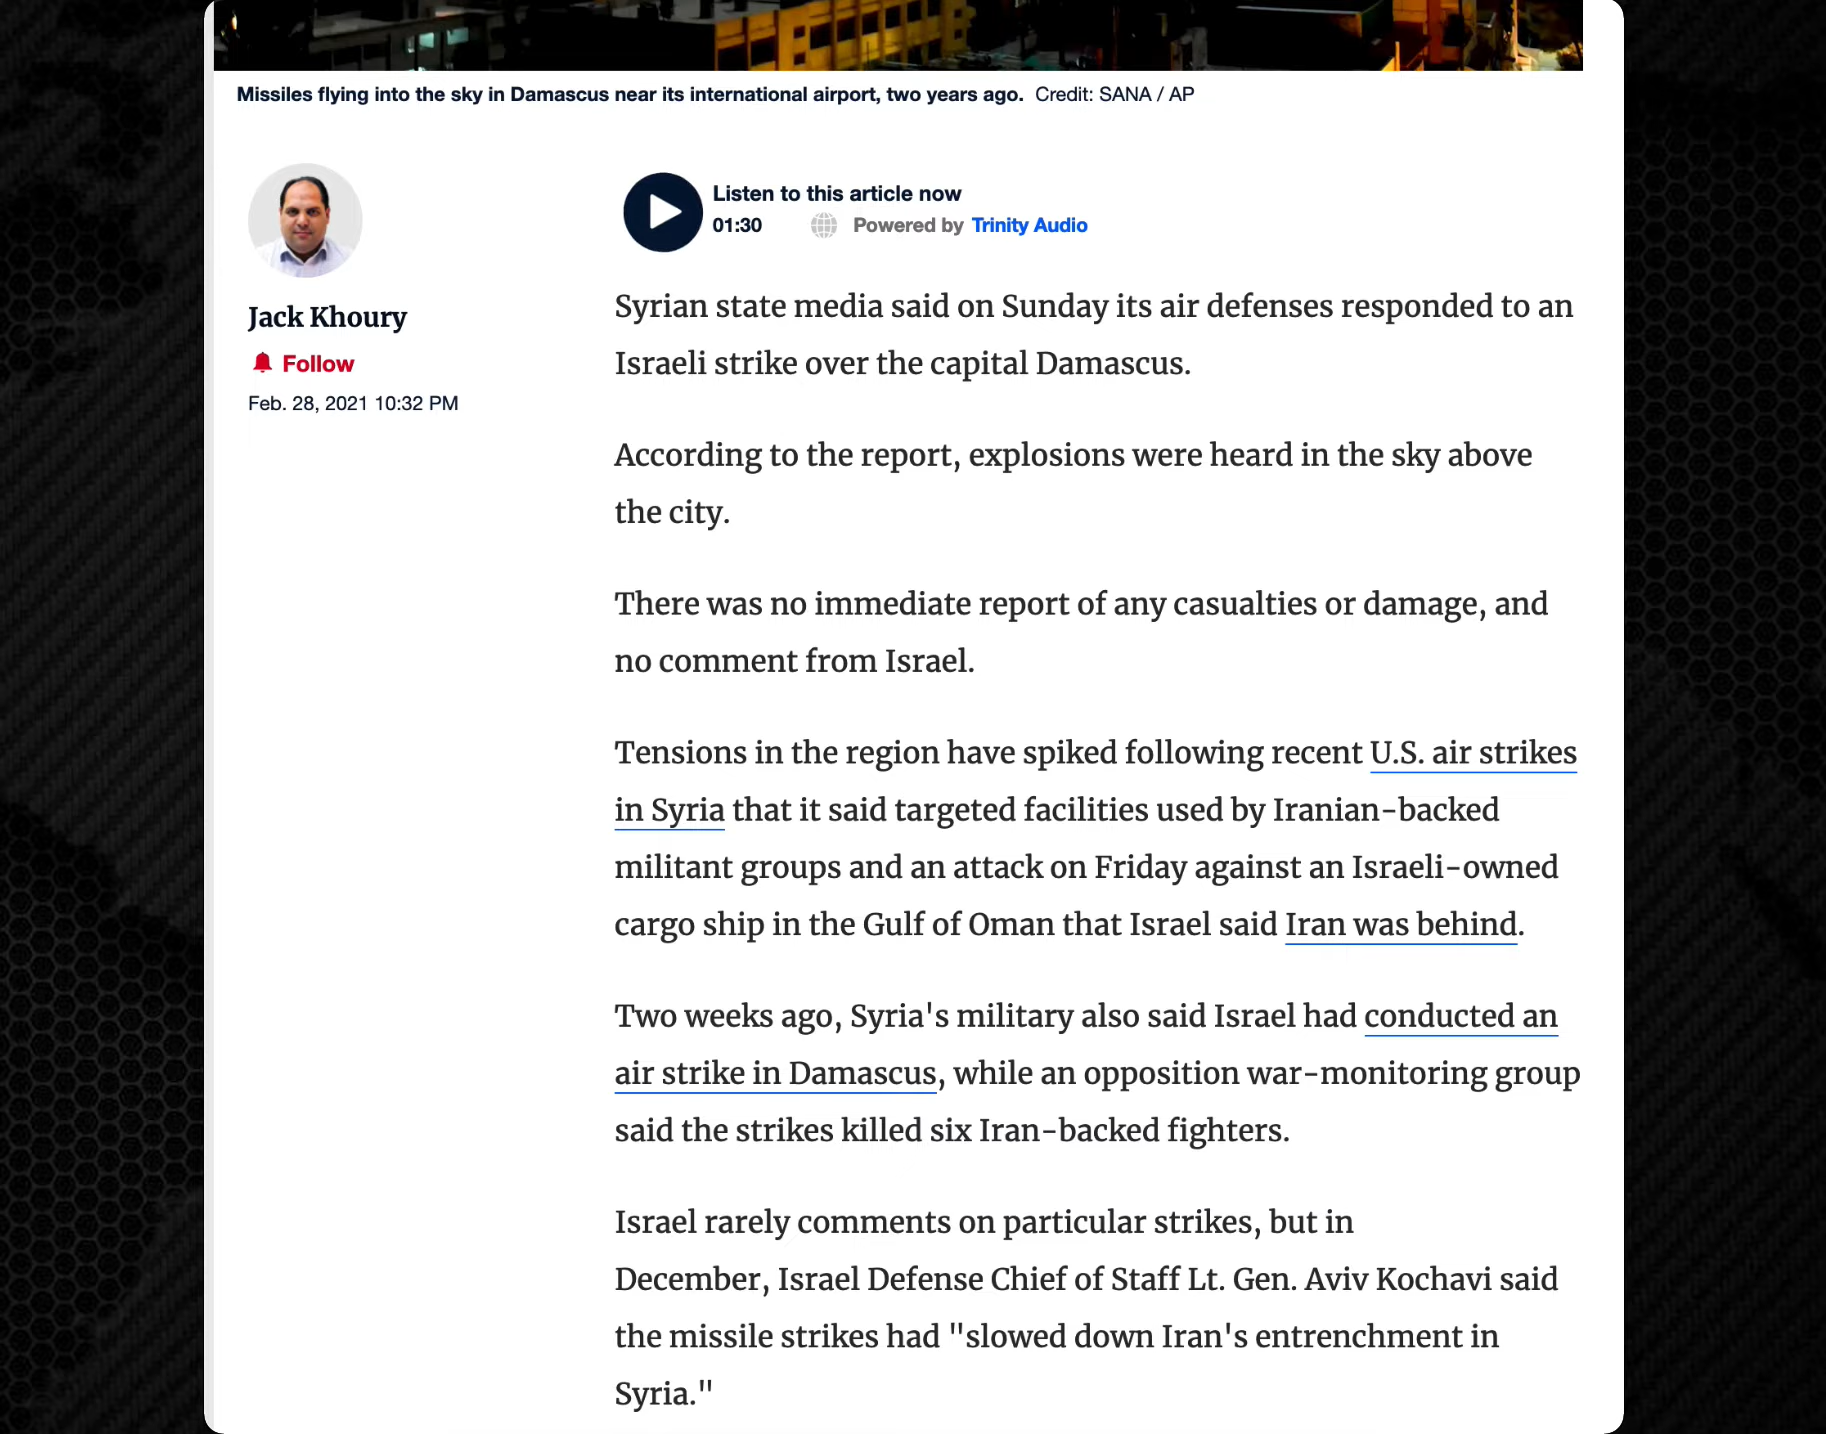 Missiles flying into the sky in Damascus near its international airport, two years ago. Credit: SANA / AP
Jack Khoury
Follow
Feb. 28, 2021 10:32 PM
Listen to this article now
01:30 Powered by Trinity Audio
Syrian state media said on Sunday its air defenses responded to an
Israeli strike over the capital Damascus.
According to the report, explosions were heard in the sky above
the city.
There was no immediate report of any casualties or damage, and
no comment from Israel.
Tensions in the region have spiked following recent U.S. air strikes
in Syria that it said targeted facilities used by Iranian-backed
militant groups and an attack on Friday against an Israeli-owned
cargo ship in the Gulf of Oman that Israel said Iran was behind.
Two weeks ago, Syria's military also said Israel had conducted an
air strike in Damascus, while an opposition war-monitoring group
said the strikes killed six Iran-backed fighters.
Israel rarely comments on particular strikes, but in
December, Israel Defense Chief of Staff Lt. Gen. Aviv Kochavi said
the missile strikes had "slowed down Iran's entrenchment in
Syria."